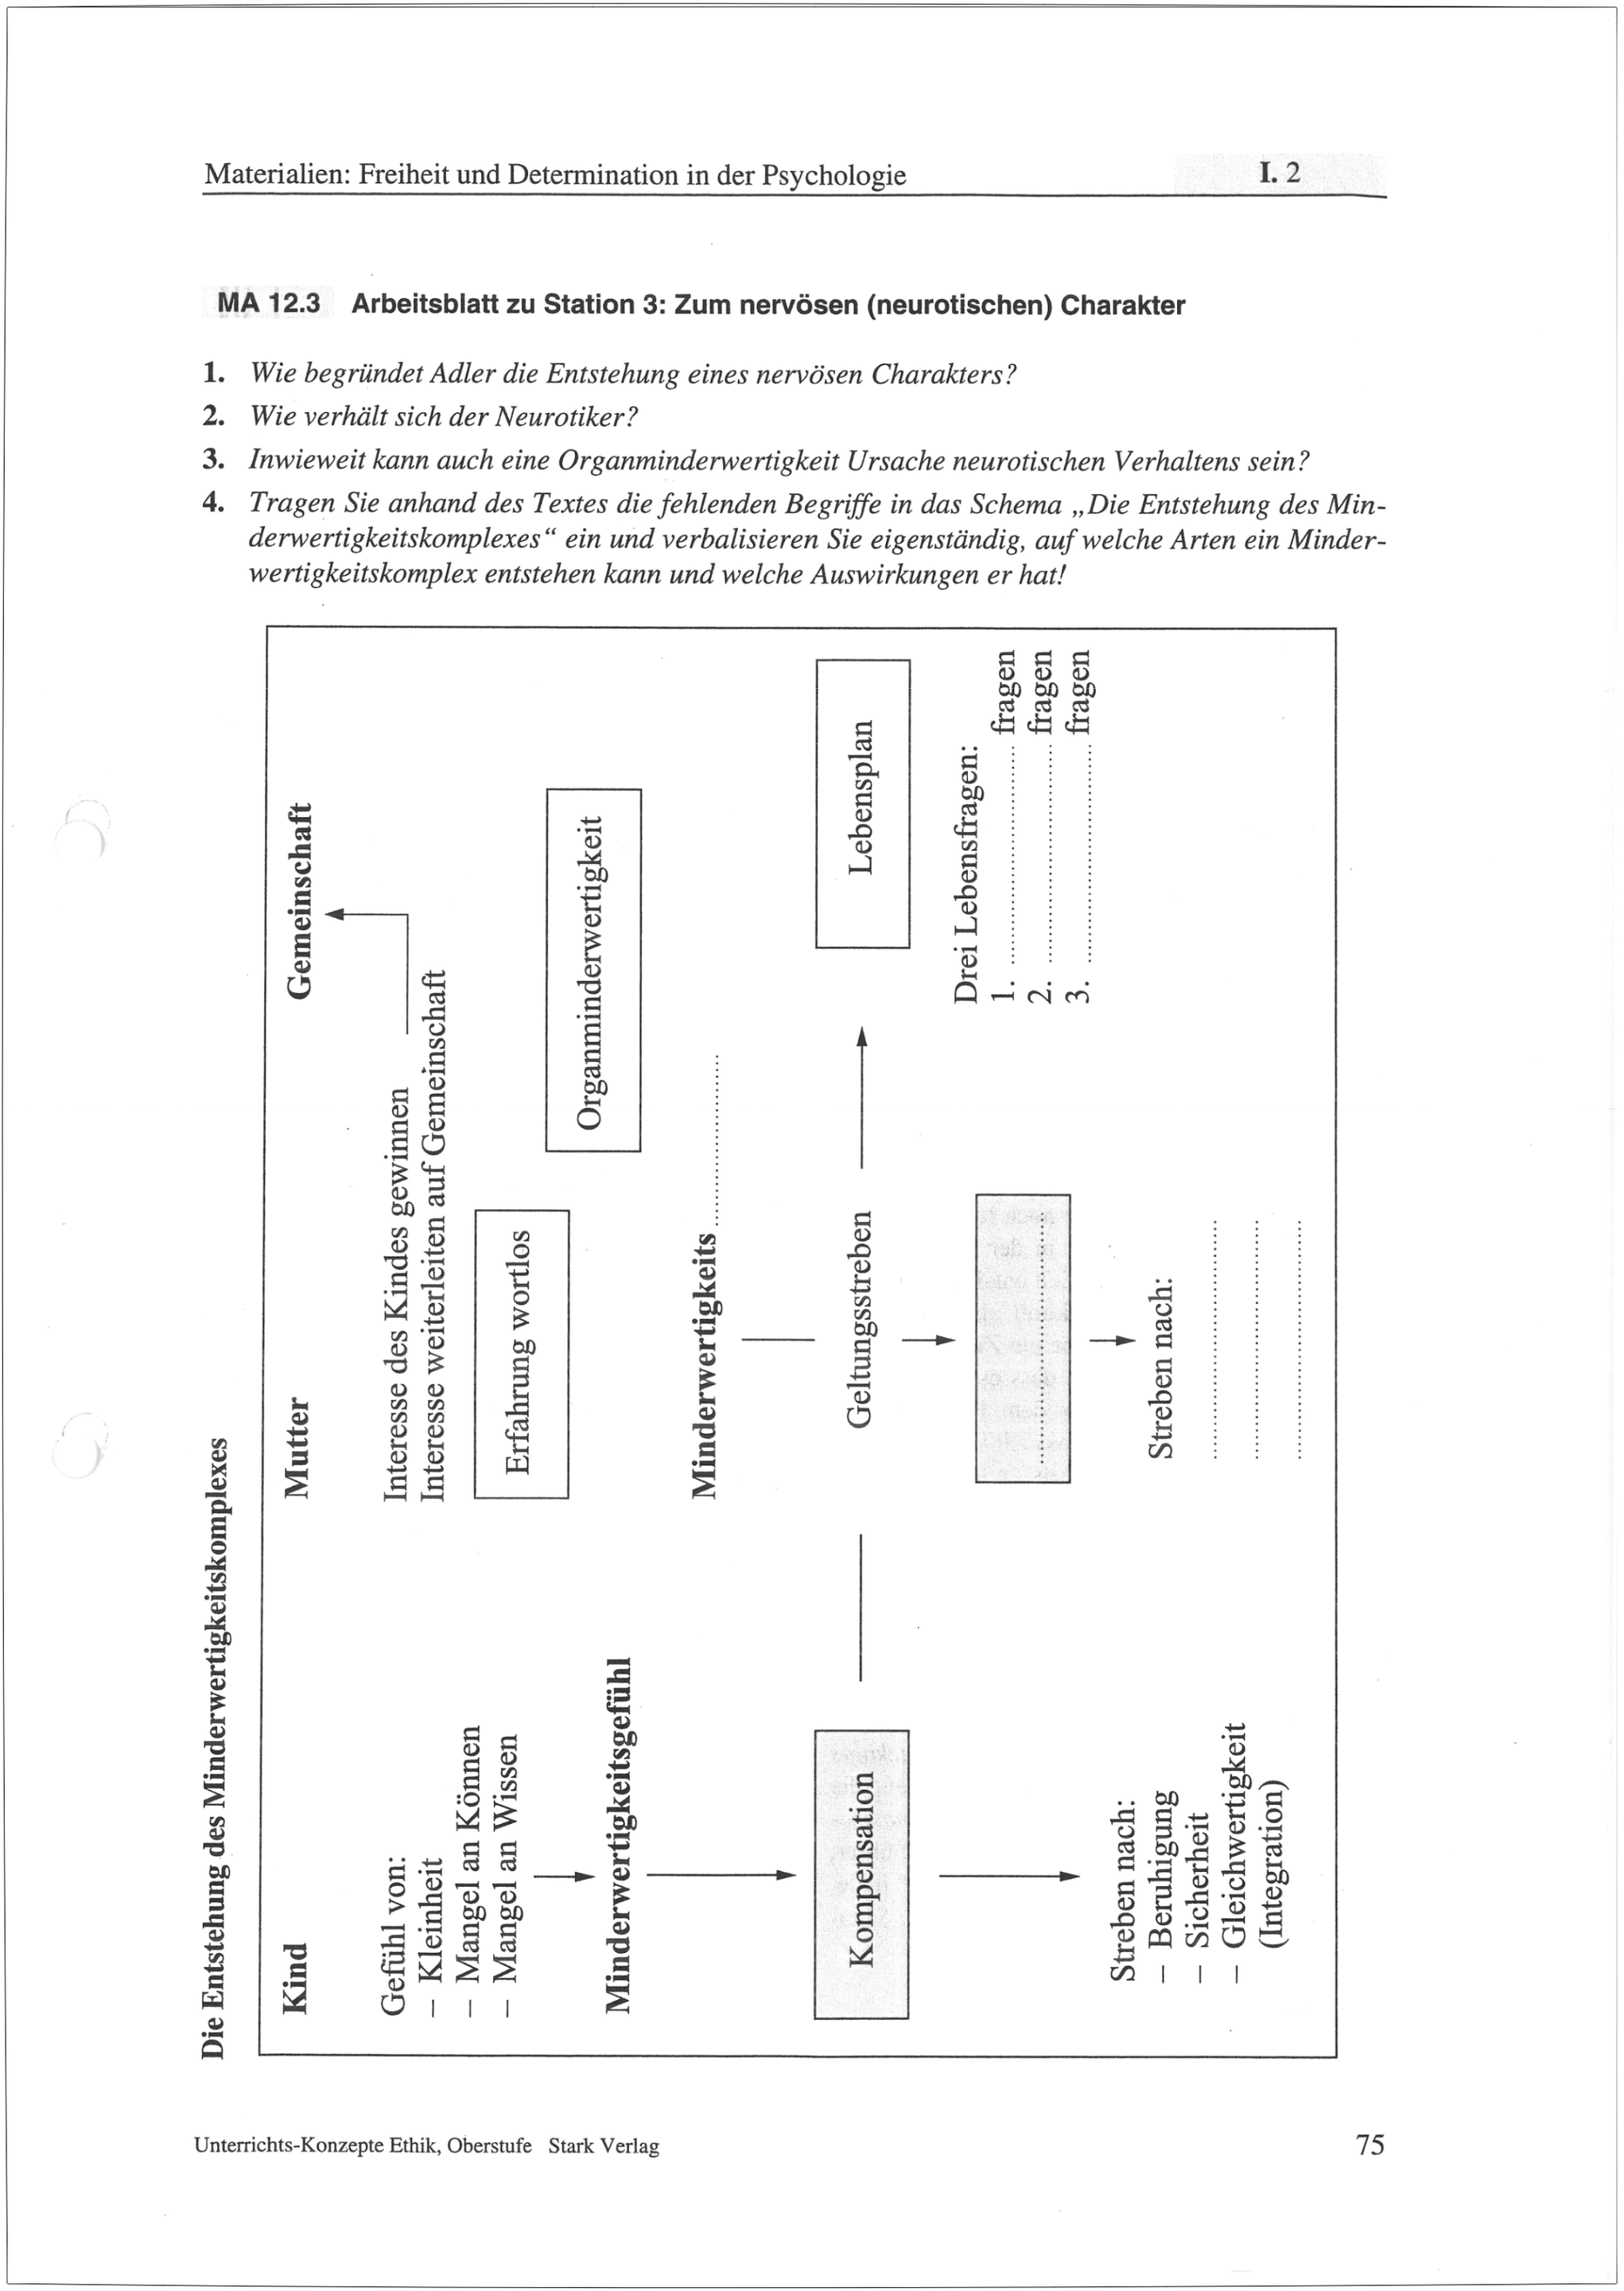 Materialien: Freiheit und Determination in der Psychologie
I. 2
MA 12.3 Arbeitsblatt zu Station 3: Zum nervösen (neurotischen) Charakter
1. Wie begründet Adler die Entstehung eines nervösen Charakters?
2. Wie verhält sich der Neurotiker?
3. Inwieweit kann auch eine Organminderwertigkeit Ursache neurotischen Verhaltens sein?
4. Tragen Sie anhand des Textes die fehlenden Begriffe in das Schema „Die Entstehung des Min-
derwertigkeitskomplexes“ ein und verbalisieren Sie eigenständig, auf welche Arten ein Minder-
wertigkeitskomplex entstehen kann und welche Auswirkungen er hat!
Die Entstehung des Minderwertigkeitskomplexes
Kind
Mutter
Gemeinschaft
Gefühl von:
– Kleinheit
– Mangel an Können
– Mangel an Wissen
Interesse des Kindes gewinnen
Interesse weiterleiten auf Gemeinschaft
Erfahrung wortlos
Organminderwertigkeit
Minderwertigkeitsgefühl
Minderwertigkeits ....................
Kompensation
Geltungsstreben
Lebensplan
Drei Lebensfragen:
1. .......................... fragen
2. .......................... fragen
3. .......................... fragen
Streben nach:
– Beruhigung
– Sicherheit
– Gleichwertigkeit
(Integration)
Streben nach:
Unterrichts-Konzepte Ethik, Oberstufe Stark Verlag
75